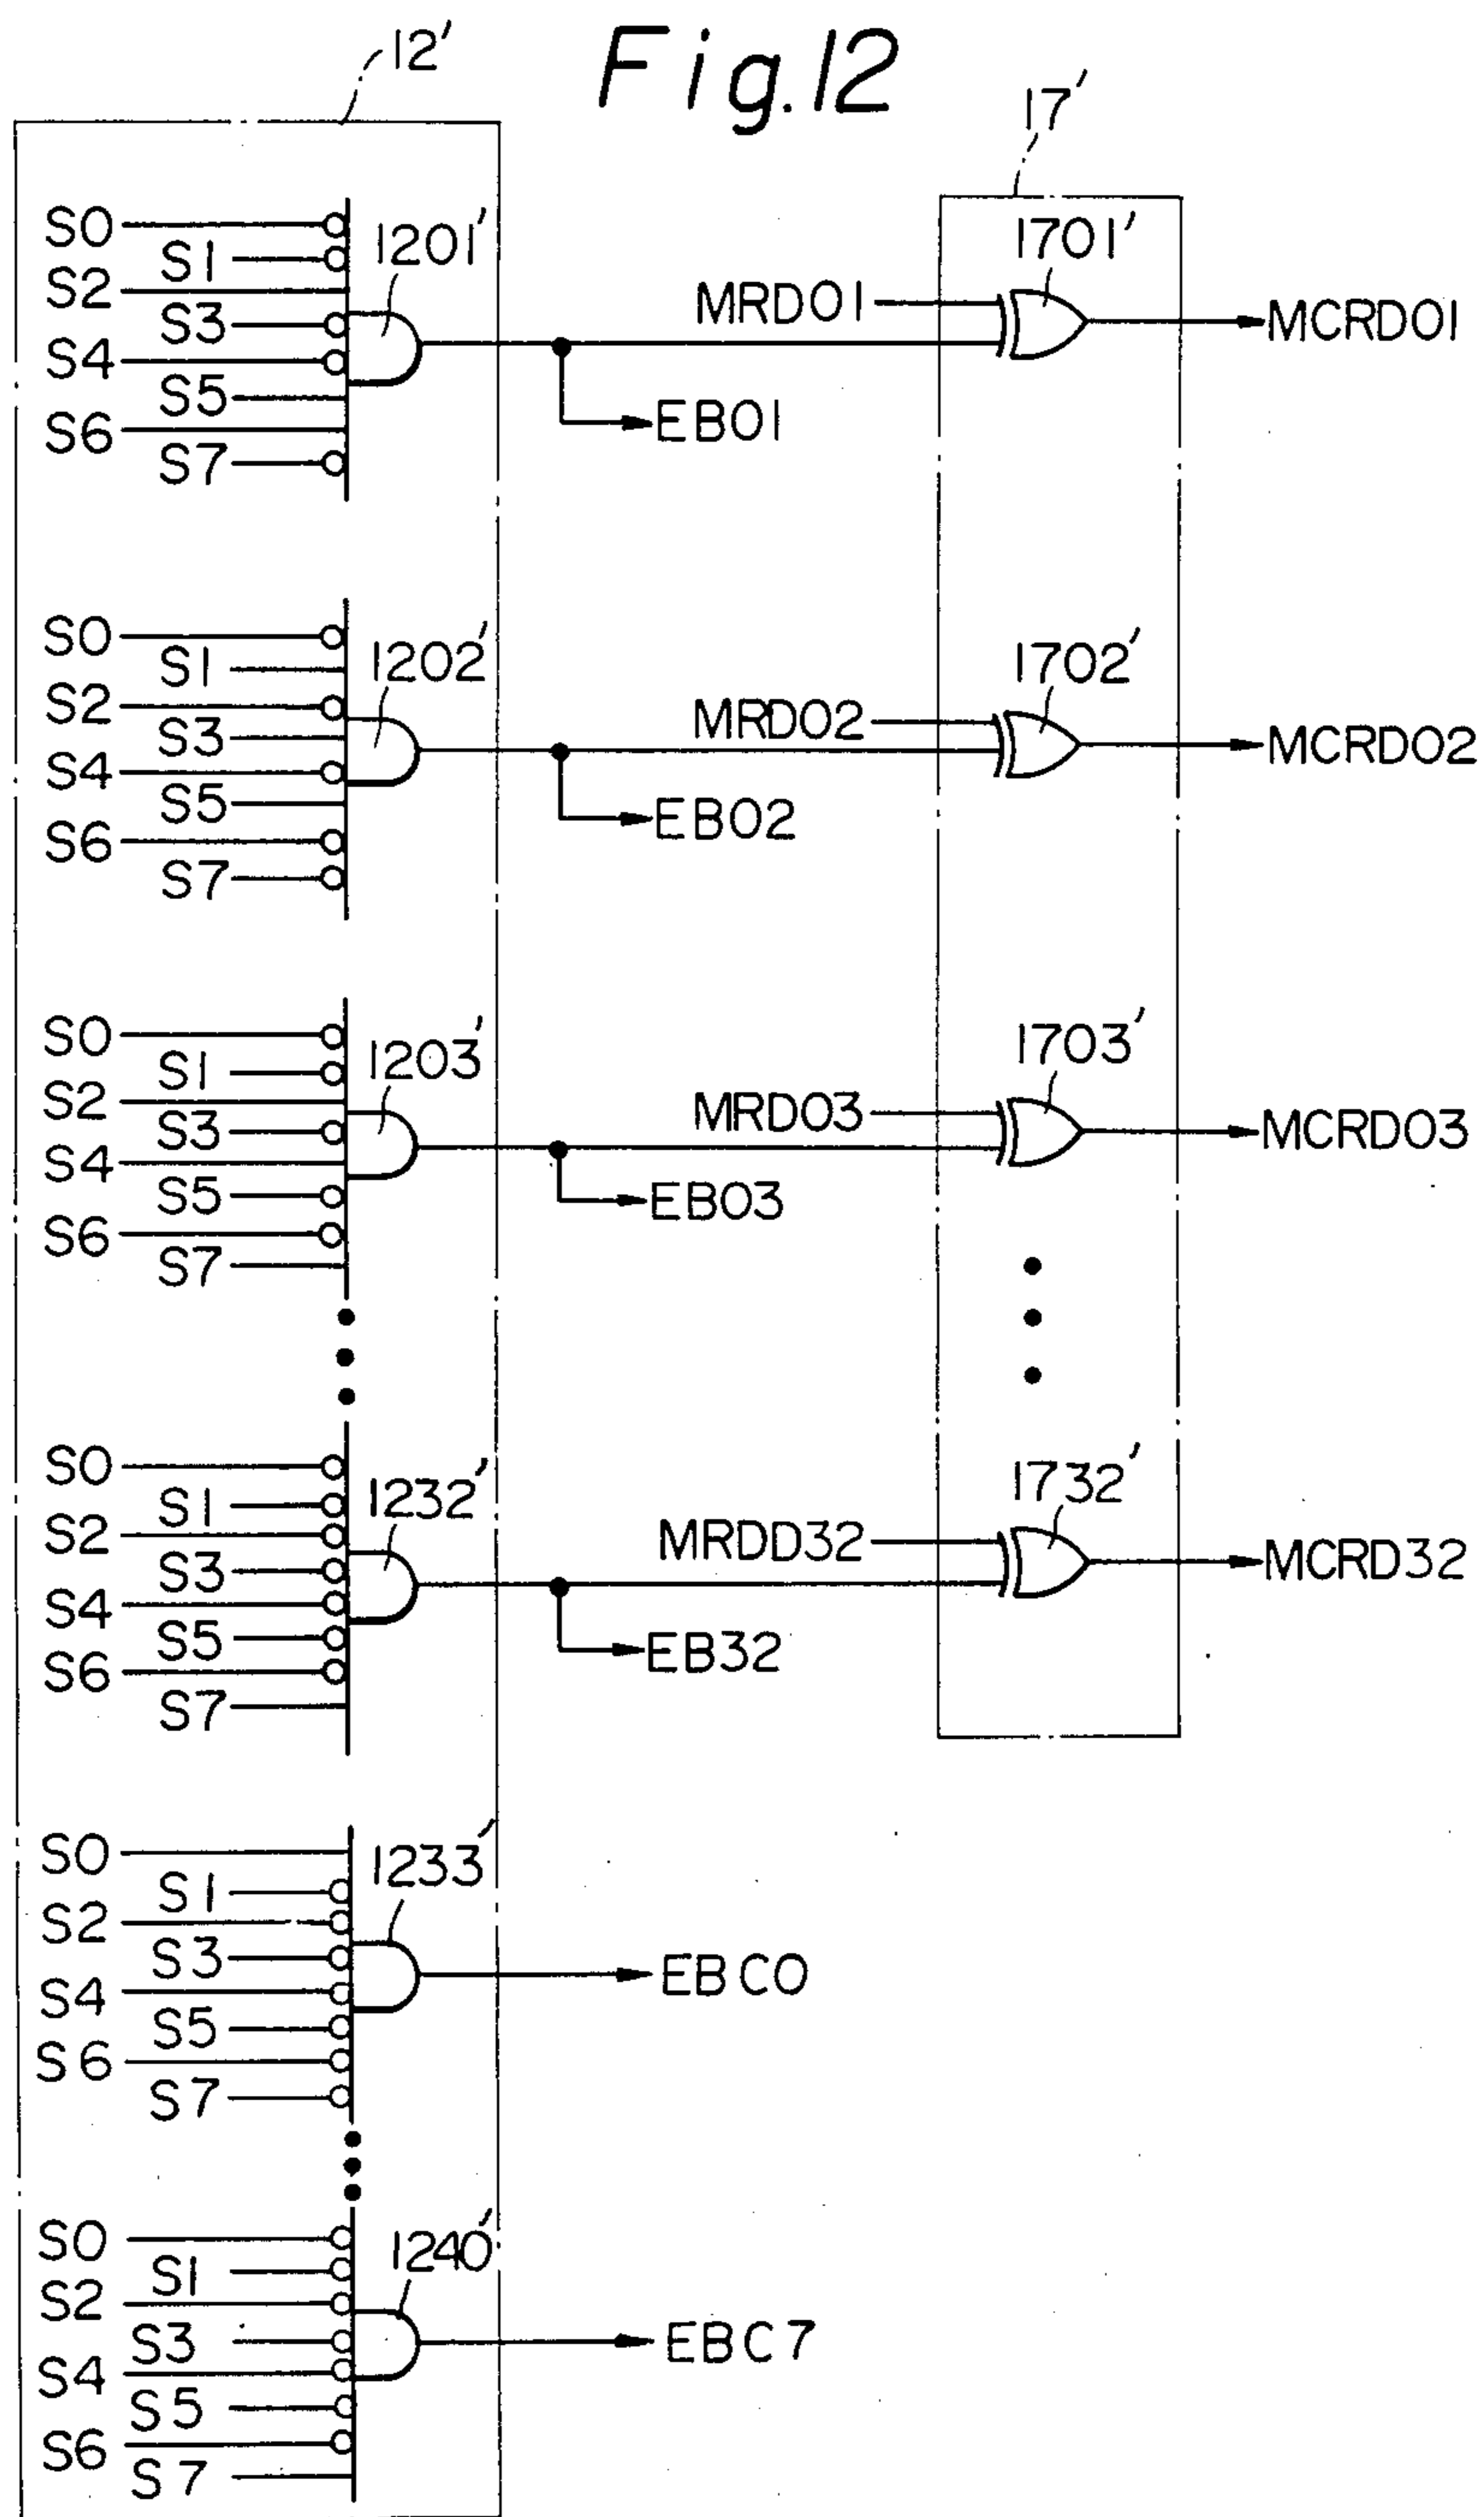 Fig.12
12'
17'
S0
S1
S2
S3
S4
S5
S6
S7
1201'
MRD01
1701'
MCRD01
EB01
S0
S1
S2
S3
S4
S5
S6
S7
1202'
MRD02
1702'
MCRD02
EB02
S0
S1
S2
S3
S4
S5
S6
S7
1203'
MRD03
1703'
MCRD03
EB03
S0
S1
S2
S3
S4
S5
S6
S7
1232'
MRDD32
1732'
MCRD32
EB32
S0
S1
S2
S3
S4
S5
S6
S7
1233'
EBC0
S0
S1
S2
S3
S4
S5
S6
S7
1240'
EBC7